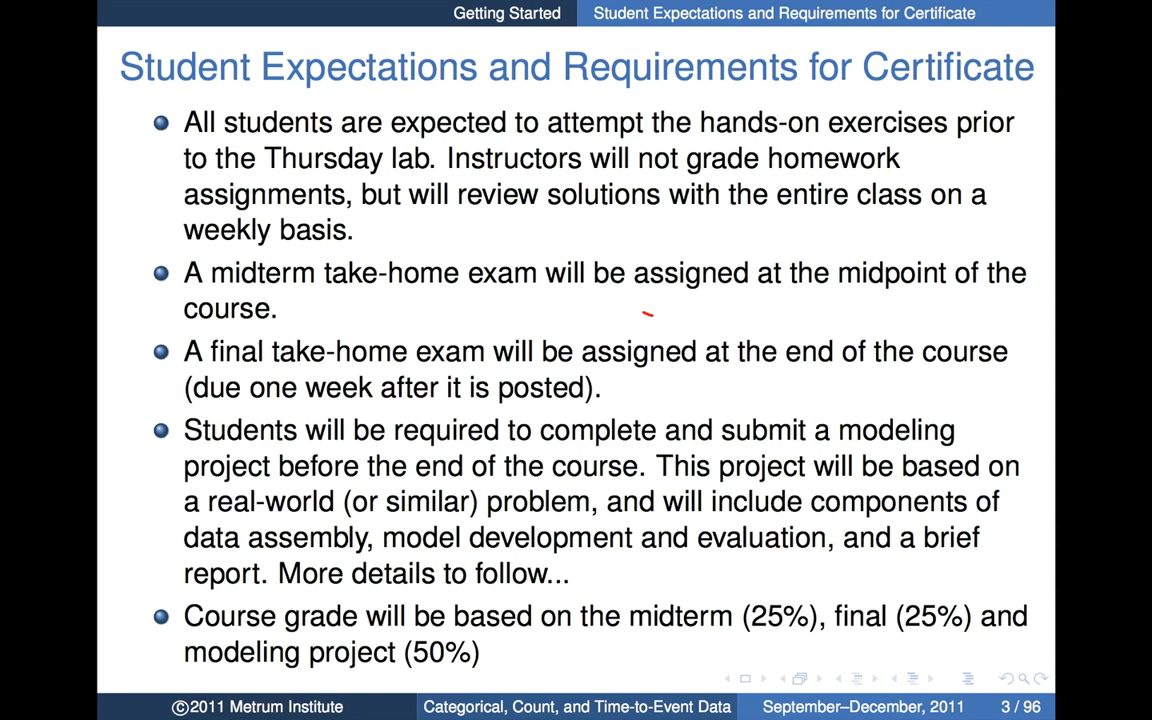 Getting Started
Student Expectations and Requirements for Certificate
Student Expectations and Requirements for Certificate
All students are expected to attempt the hands-on exercises prior
to the Thursday lab. Instructors will not grade homework
assignments, but will review solutions with the entire class on a
weekly basis.
A midterm take-home exam will be assigned at the midpoint of the
course.
A final take-home exam will be assigned at the end of the course
(due one week after it is posted).
Students will be required to complete and submit a modeling
project before the end of the course. This project will be based on
a real-world (or similar) problem, and will include components of
data assembly, model development and evaluation, and a brief
report. More details to follow...
Course grade will be based on the midterm (25%), final (25%) and
modeling project (50%)
©2011 Metrum Institute
Categorical, Count, and Time-to-Event Data
September–December, 2011
3 / 96